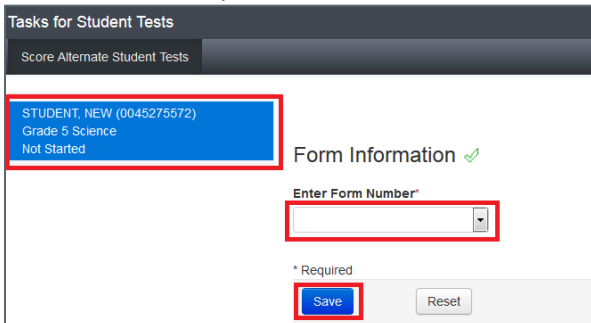 Tasks for Student Tests
Score Alternate Student Tests
STUDENT, NEW (0045275572)
Grade 5 Science
Not Started
Form Information
Enter Form Number*
* Required
Save
Reset